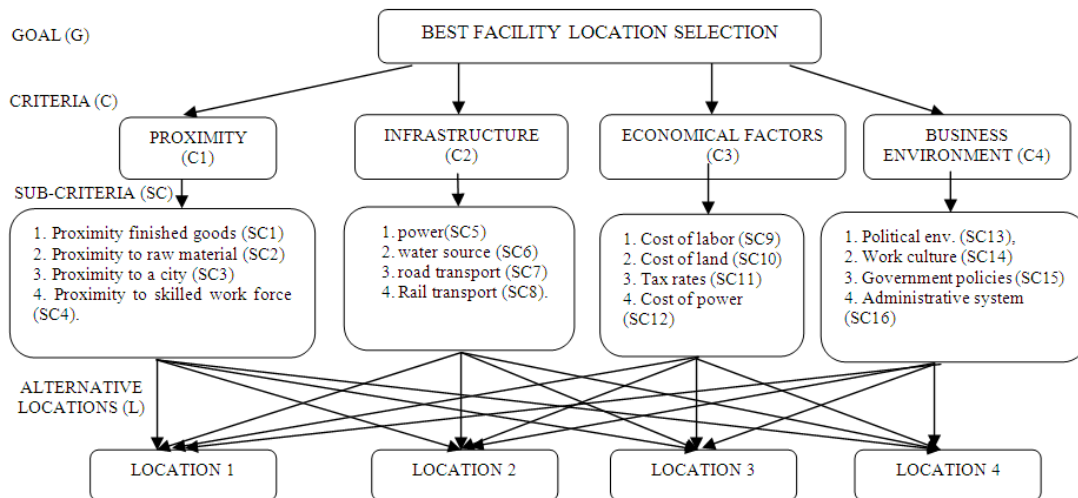 GOAL (G)
BEST FACILITY LOCATION SELECTION
CRITERIA (C)
PROXIMITY
(C1)
INFRASTRUCTURE
(C2)
ECONOMICAL FACTORS
(C3)
BUSINESS
ENVIRONMENT (C4)
SUB-CRITERIA (SC)
1. Proximity finished goods (SC1)
2. Proximity to raw material (SC2)
3. Proximity to a city (SC3)
4. Proximity to skilled work force
(SC4).
1. power(SC5)
2. water source (SC6)
3. road transport (SC7)
4. Rail transport (SC8).
1. Cost of labor (SC9)
2. Cost of land (SC10)
3. Tax rates (SC11)
4. Cost of power
(SC12)
1. Political env. (SC13),
2. Work culture (SC14)
3. Government policies (SC15)
4. Administrative system
(SC16)
ALTERNATIVE
LOCATIONS (L)
LOCATION 1
LOCATION 2
LOCATION 3
LOCATION 4